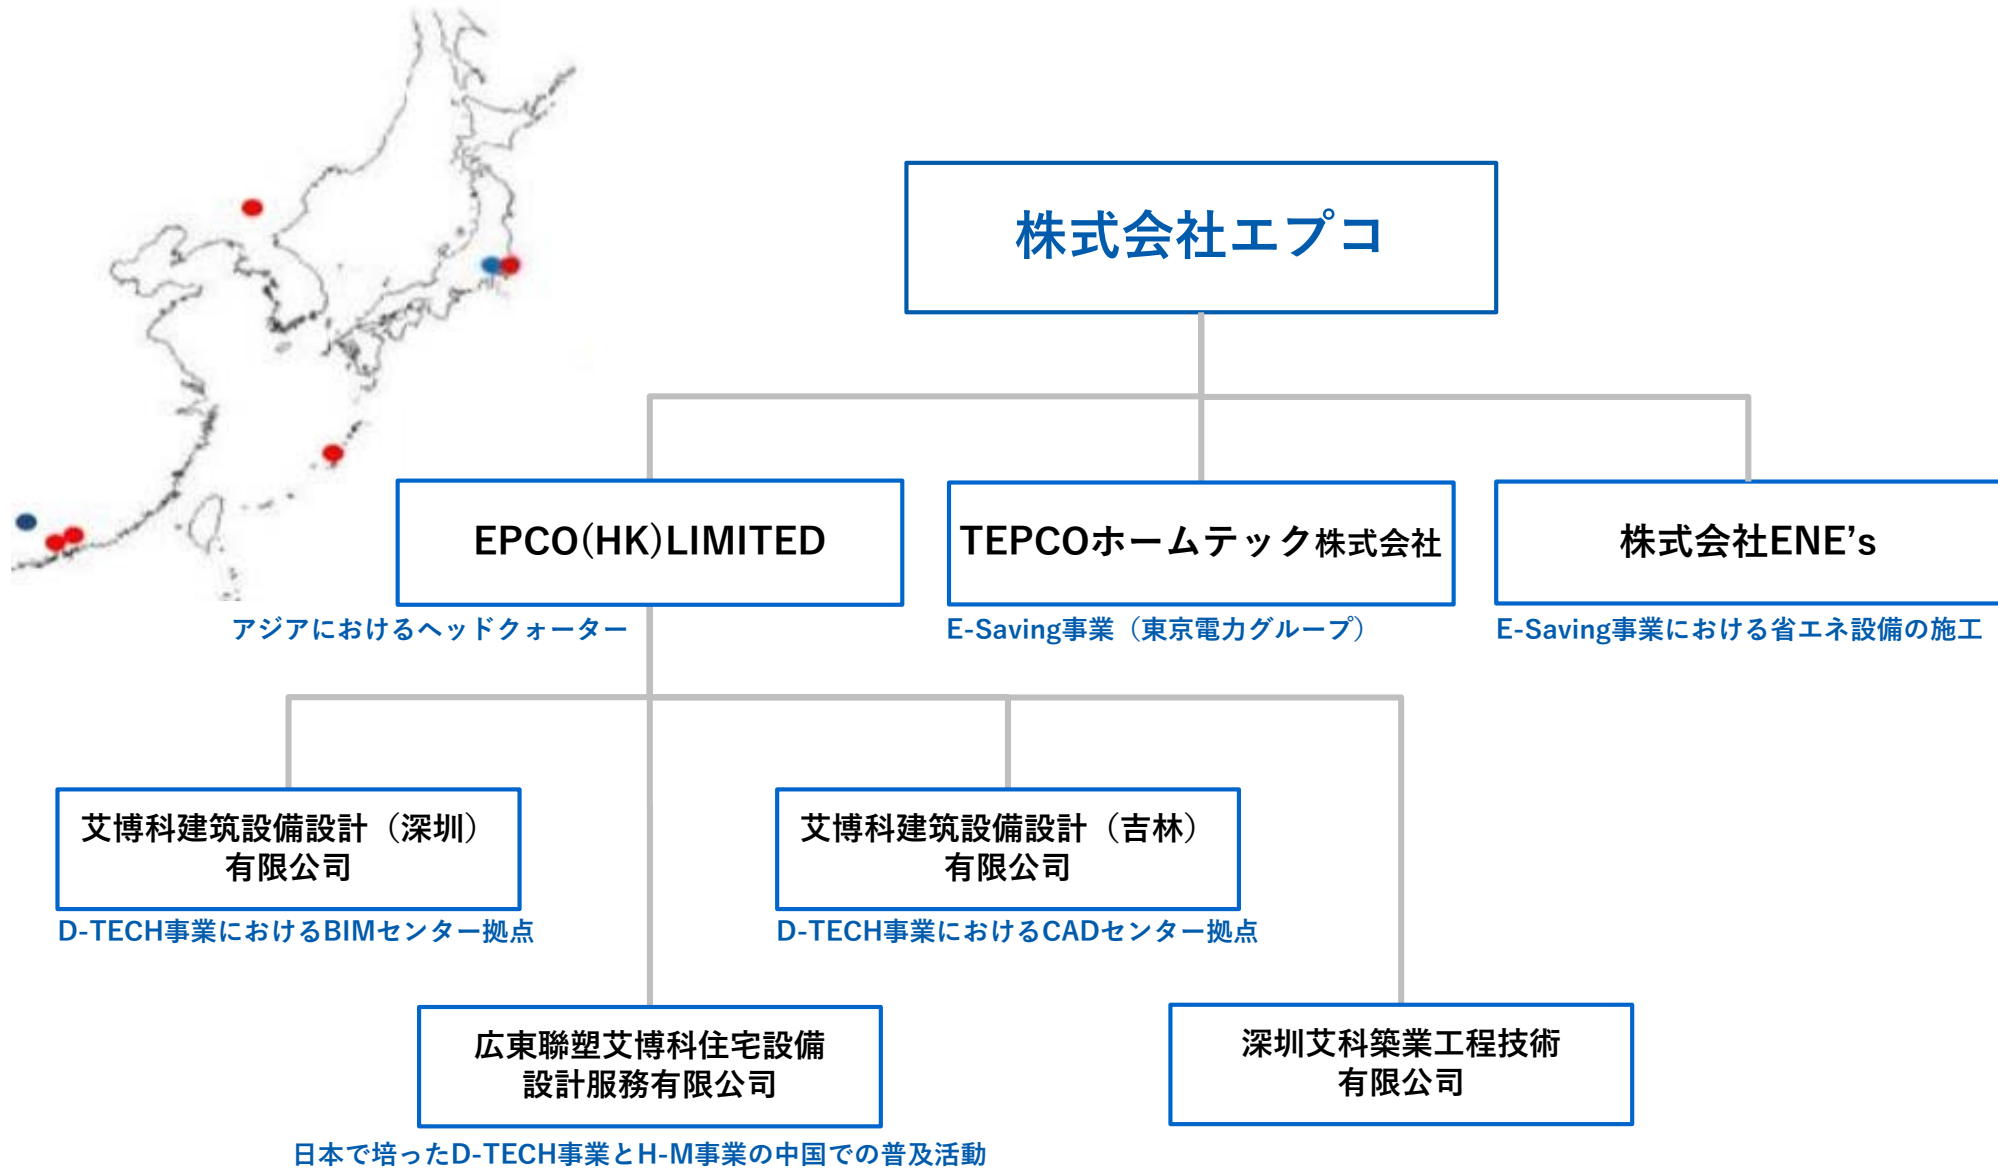 株式会社エプコ
EPCO(HK)LIMITED
TEPCOホームテック株式会社
株式会社ENE’s
アジアにおけるヘッドクォーター
E-Saving事業（東京電力グループ）
E-Saving事業における省エネ設備の施工
艾博科建筑設備設計（深圳）
有限公司
艾博科建筑設備設計（吉林）
有限公司
D-TECH事業におけるBIMセンター拠点
D-TECH事業におけるCADセンター拠点
広東聯塑艾博科住宅設備
設計服務有限公司
深圳艾科築業工程技術
有限公司
日本で培ったD-TECH事業とH-M事業の中国での普及活動